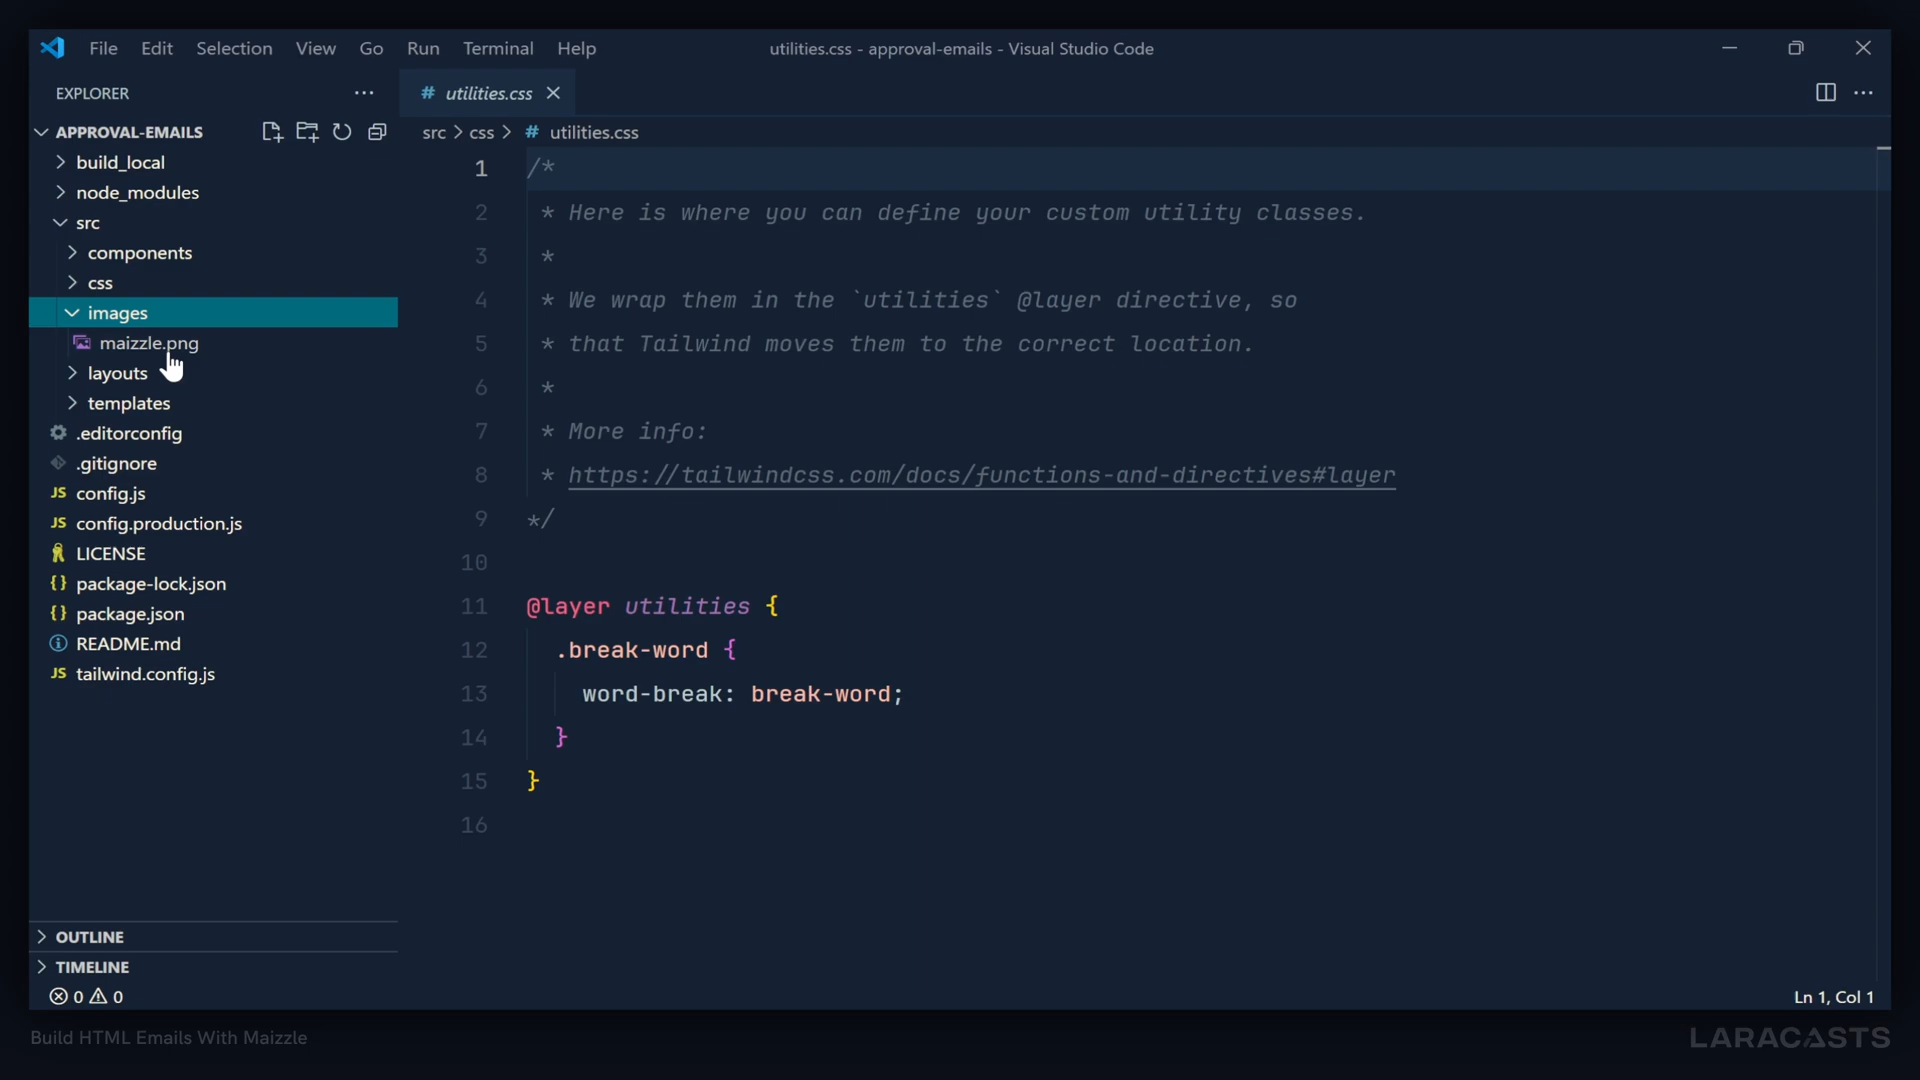 File Edit Selection View Go Run Terminal Help
utilities.css - approval-emails - Visual Studio Code
EXPLORER
# utilities.css
APPROVAL-EMAILS
src > css > # utilities.css
build_local
node_modules
src
components
css
images
maizzle.png
layouts
templates
.editorconfig
.gitignore
JS config.js
JS config.production.js
LICENSE
{} package-lock.json
{} package.json
README.md
JS tailwind.config.js
OUTLINE
TIMELINE
0 0
1 /*
2 * Here is where you can define your custom utility classes.
3 *
4 * We wrap them in the `utilities` @layer directive, so
5 * that Tailwind moves them to the correct location.
6 *
7 * More info:
8 * https://tailwindcss.com/docs/functions-and-directives#layer
9 */
10
11 @layer utilities {
12 .break-word {
13 word-break: break-word;
14 }
15 }
16
Ln 1, Col 1
Build HTML Emails With Maizzle
LARACASTS